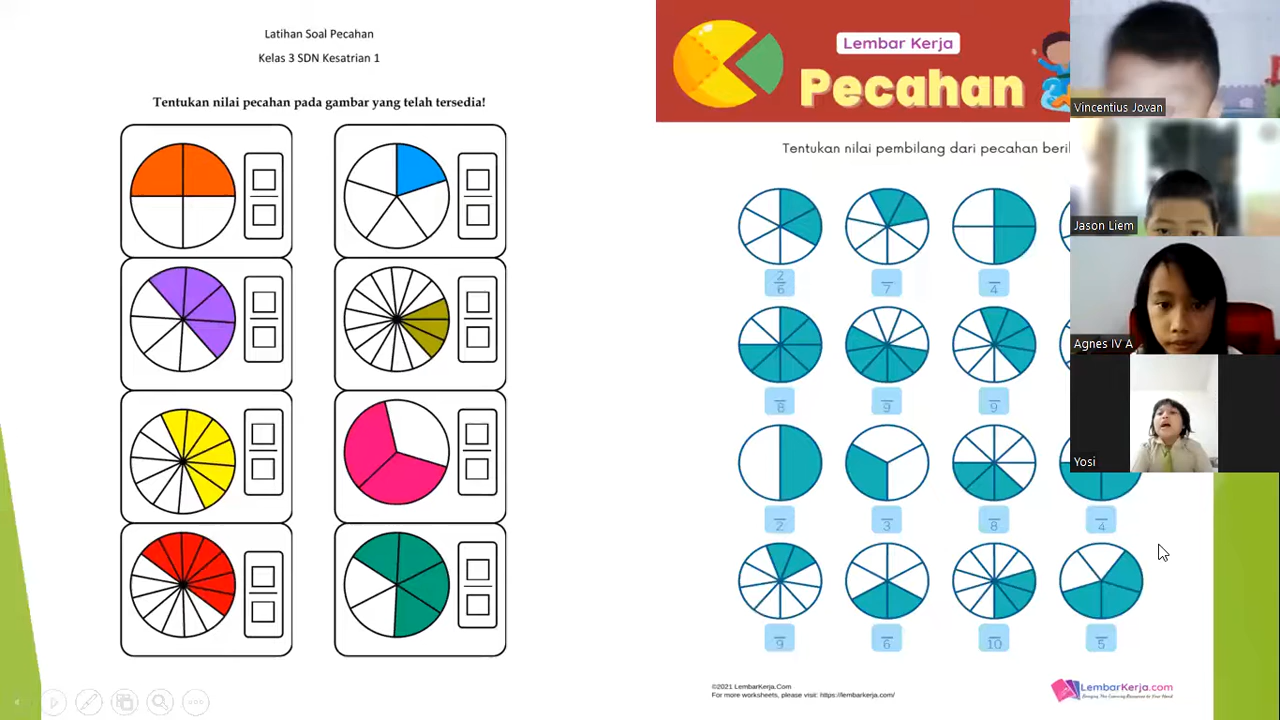 Latihan Soal Pecahan
Kelas 3 SDN Kesatrian 1
Tentukan nilai pecahan pada gambar yang telah tersedia!
Lembar Kerja
Pecahan
Tentukan nilai pembilang dari pecahan
2
6
7
4
8
9
9
2
3
8
4
9
6
10
5
©2021 LembarKerja.Com
For more worksheets, please visit: https://lembarkerja.com/
LembarKerja.com
Vincentius Jovan
Jason Liem
Agnes IV A
Yosi